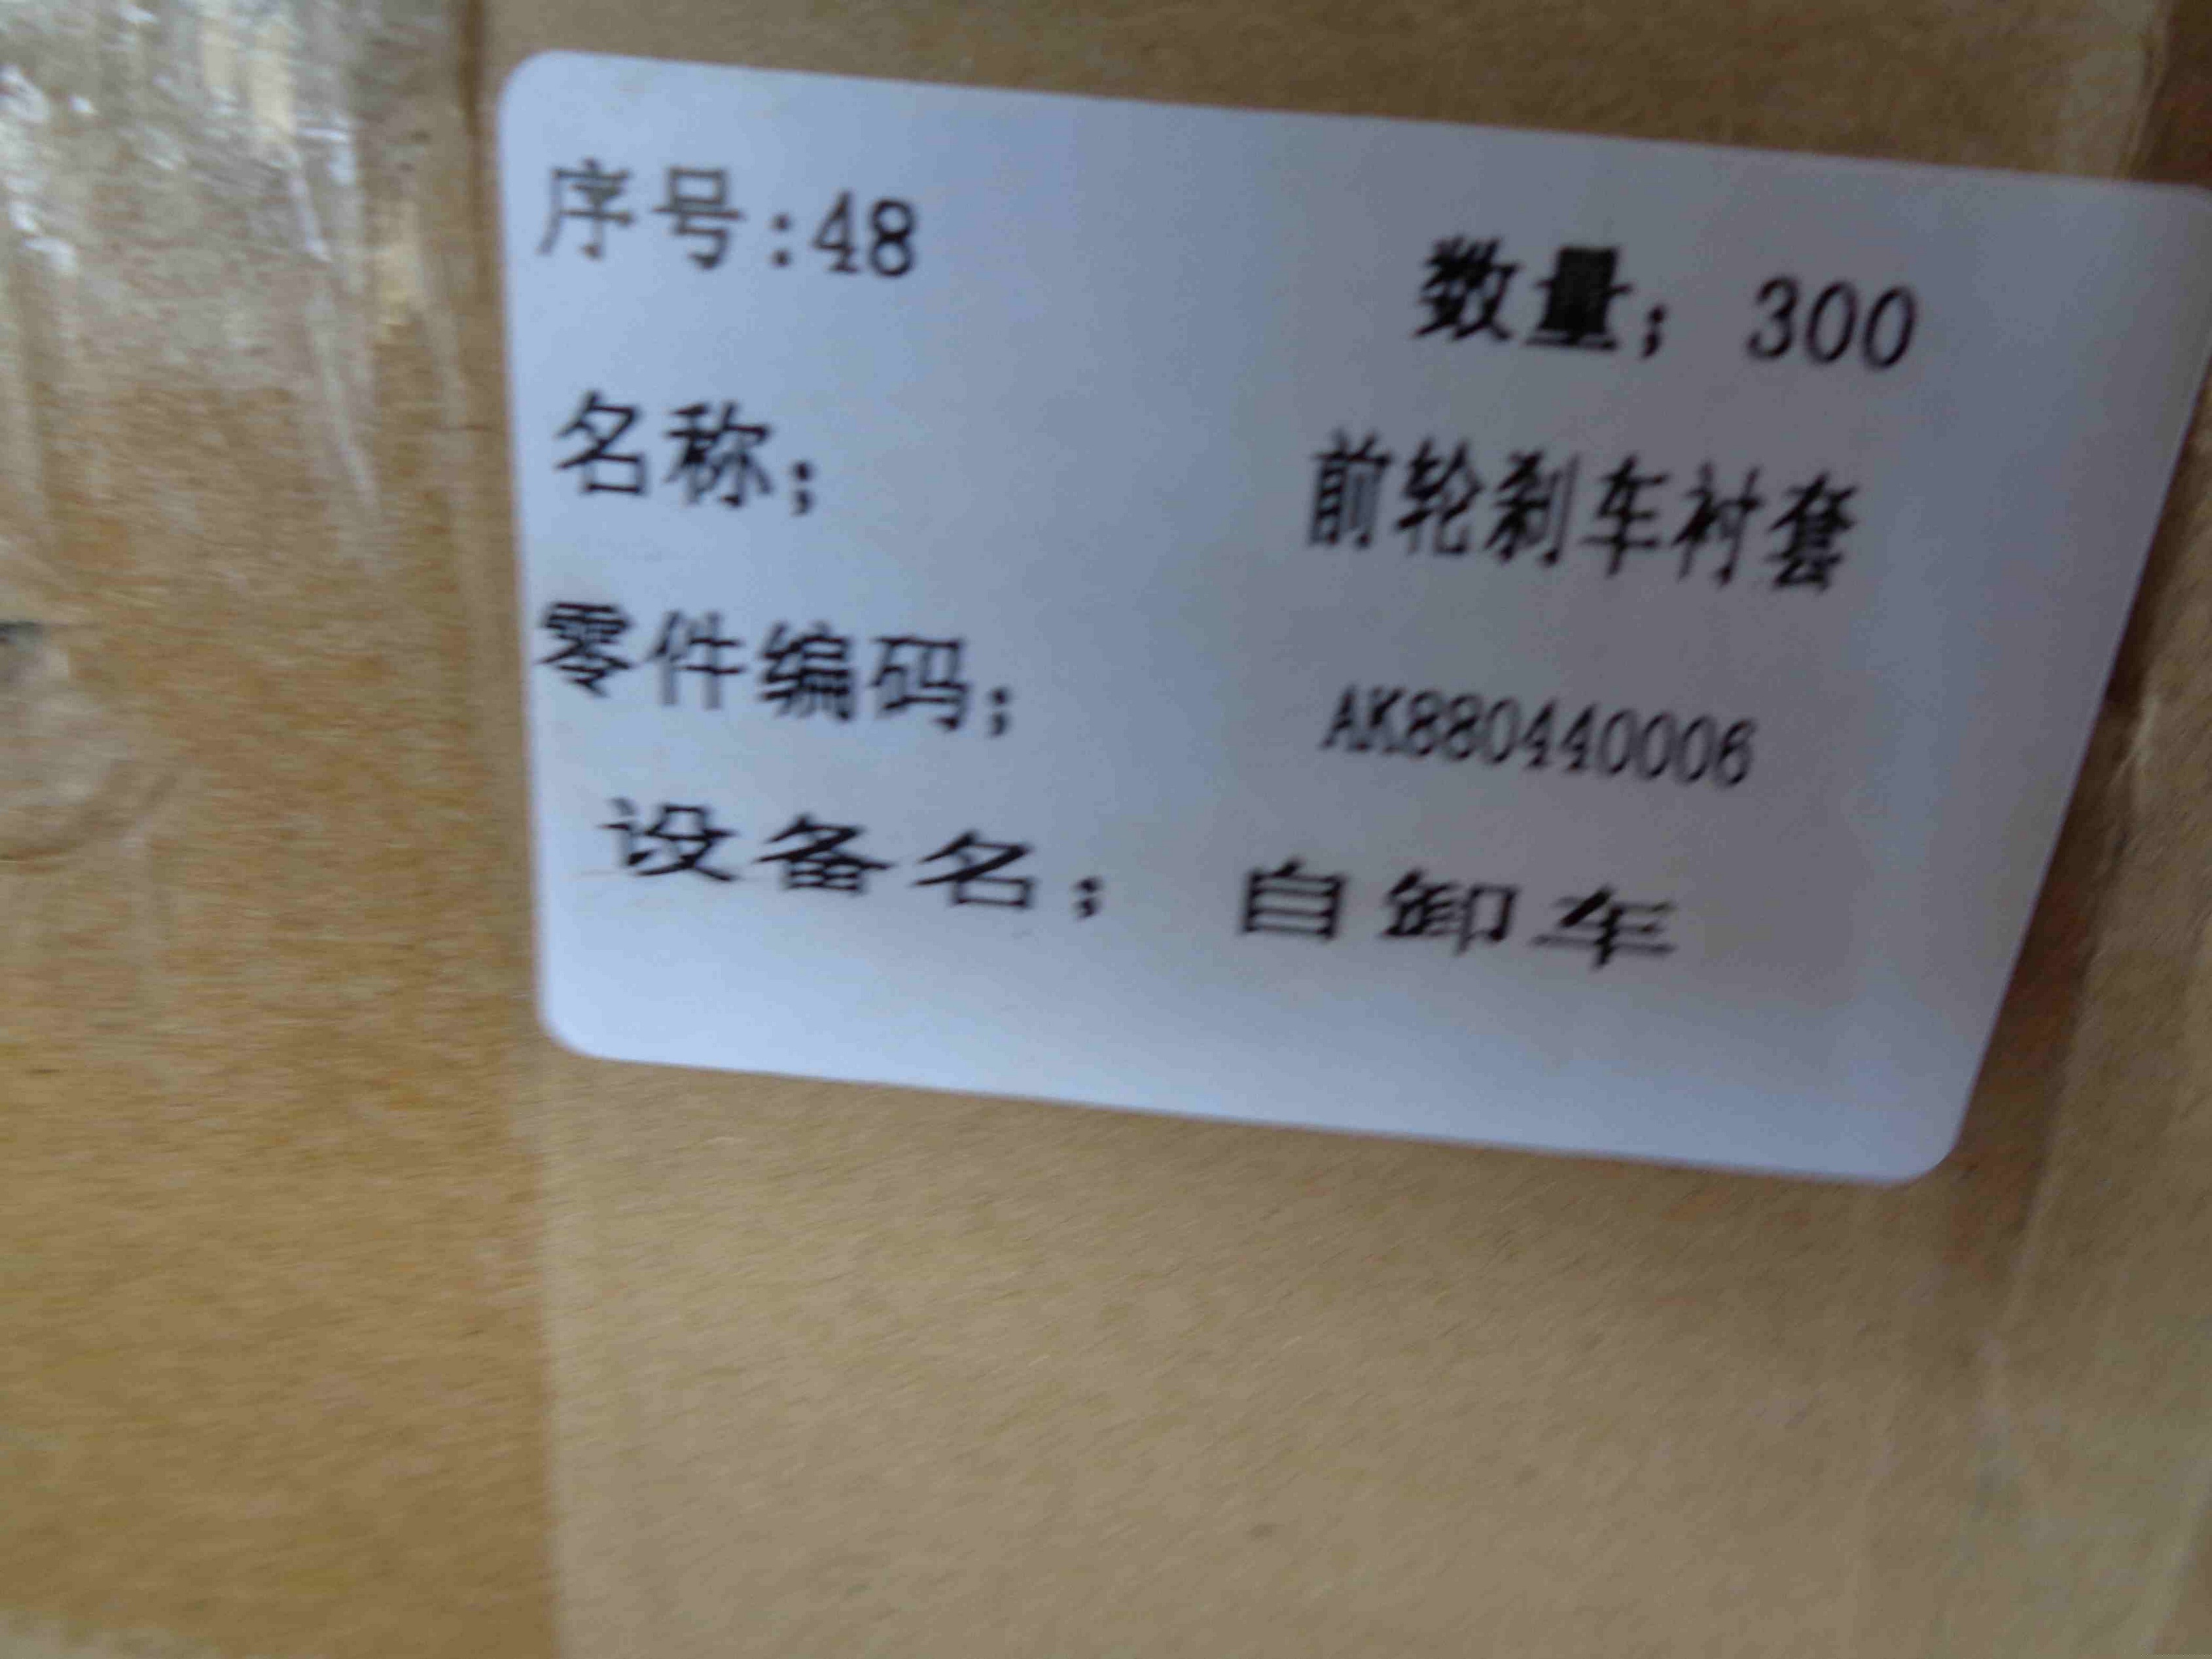 序号:48 数量；300
名称； 前轮刹车衬套
零件编码； AK880440006
设备名；自卸车